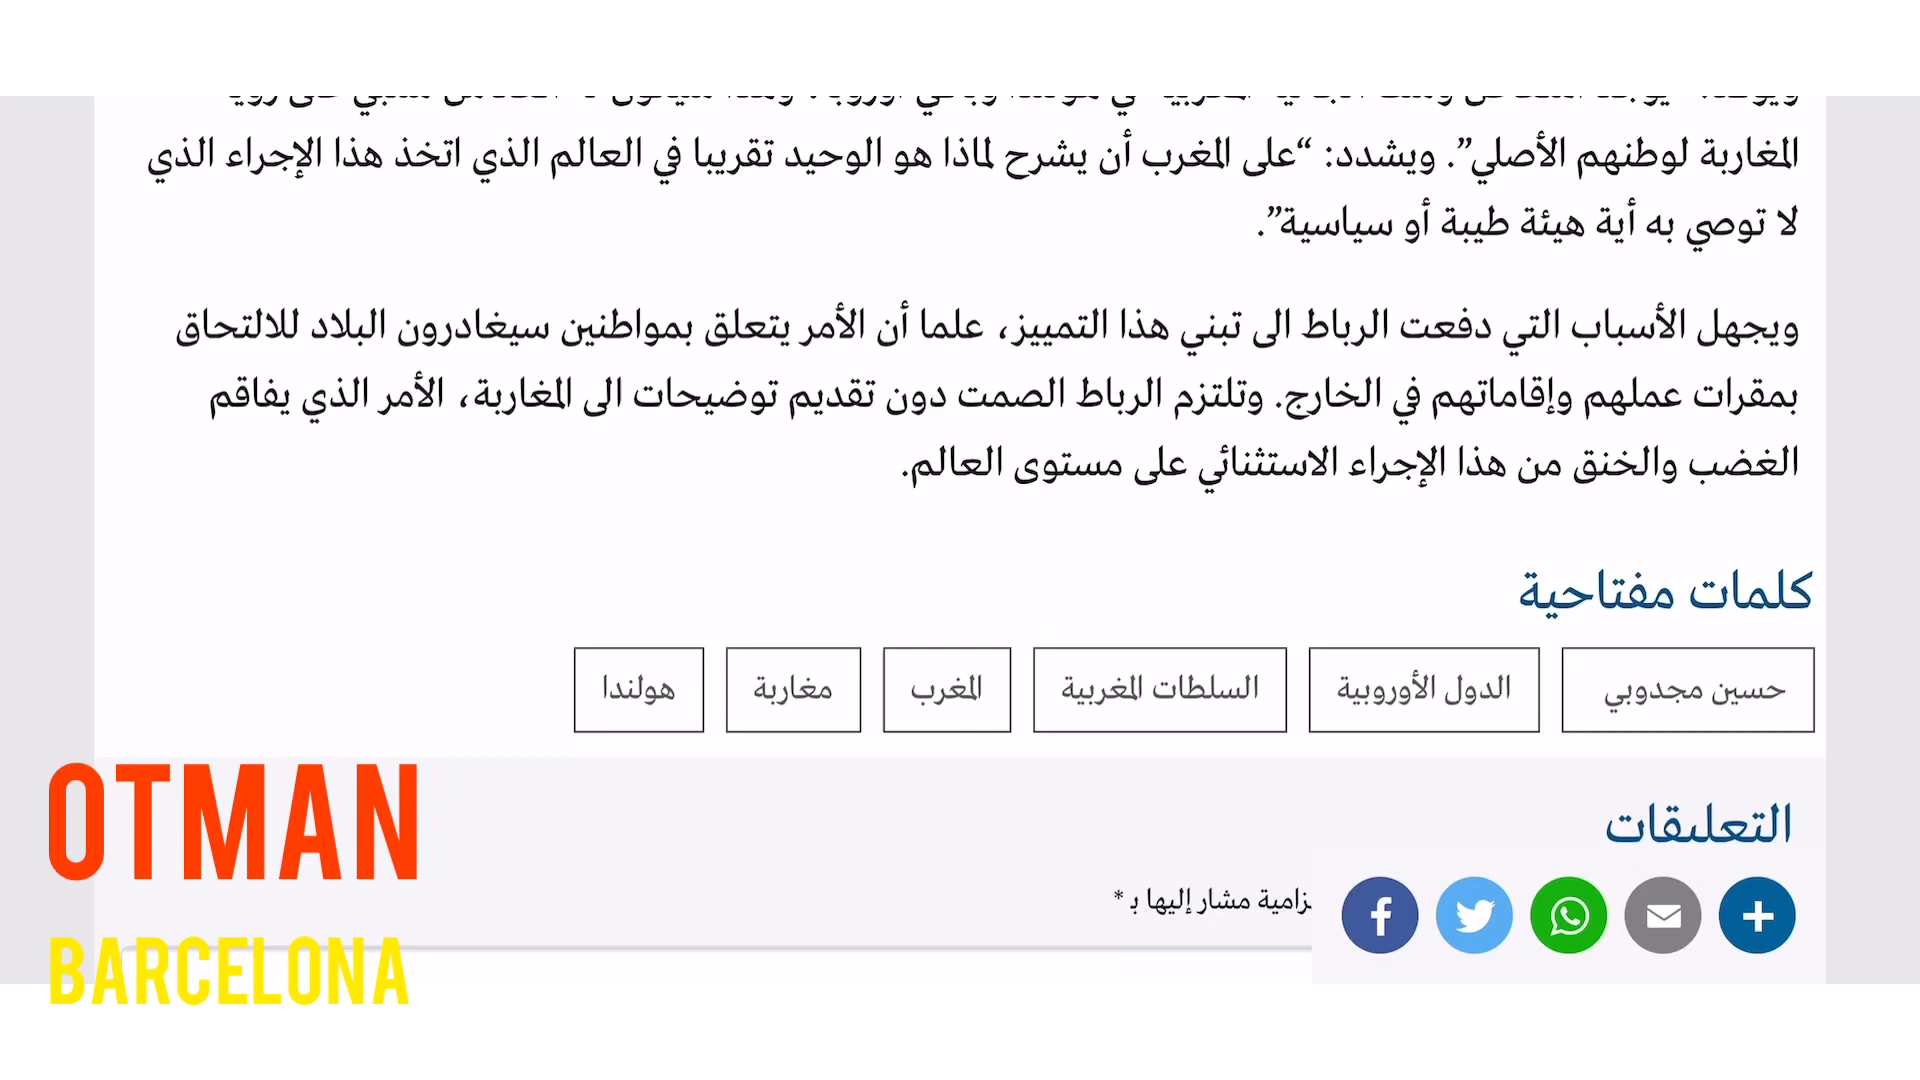 المغاربة لوطنهم الأصلي”. ويشدد: “على المغرب أن يشرح لماذا هو الوحيد تقريبا في العالم الذي اتخذ هذا الإجراء الذي
لا توصي به أية هيئة طيبة أو سياسية”.
ويجهل الأسباب التي دفعت الرباط الى تبني هذا التمييز، علما أن الأمر يتعلق بمواطنين سيغادرون البلاد للالتحاق
بمقرات عملهم وإقاماتهم في الخارج. وتلتزم الرباط الصمت دون تقديم توضيحات الى المغاربة، الأمر الذي يفاقم
الغضب والخنق من هذا الإجراء الاستثنائي على مستوى العالم.
كلمات مفتاحية
حسين مجدوبي
الدول الأوروبية
السلطات المغربية
المغرب
مغاربة
هولندا
التعليقات
مشار إليها بـ *
OTMAN
BARCELONA